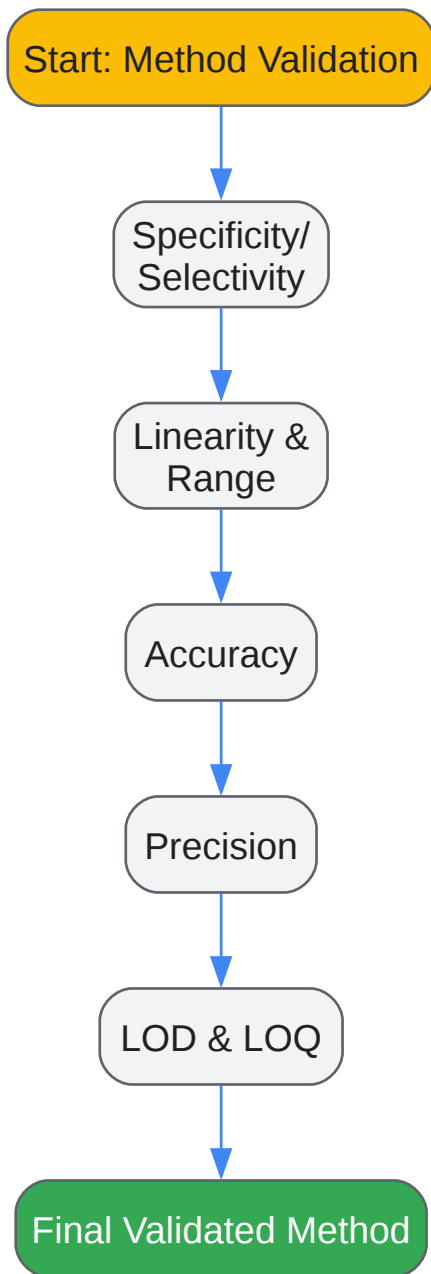 Start: Method Validation
Specificity/
Selectivity
Linearity &
Range
Accuracy
Precision
LOD & LOQ
Final Validated Method